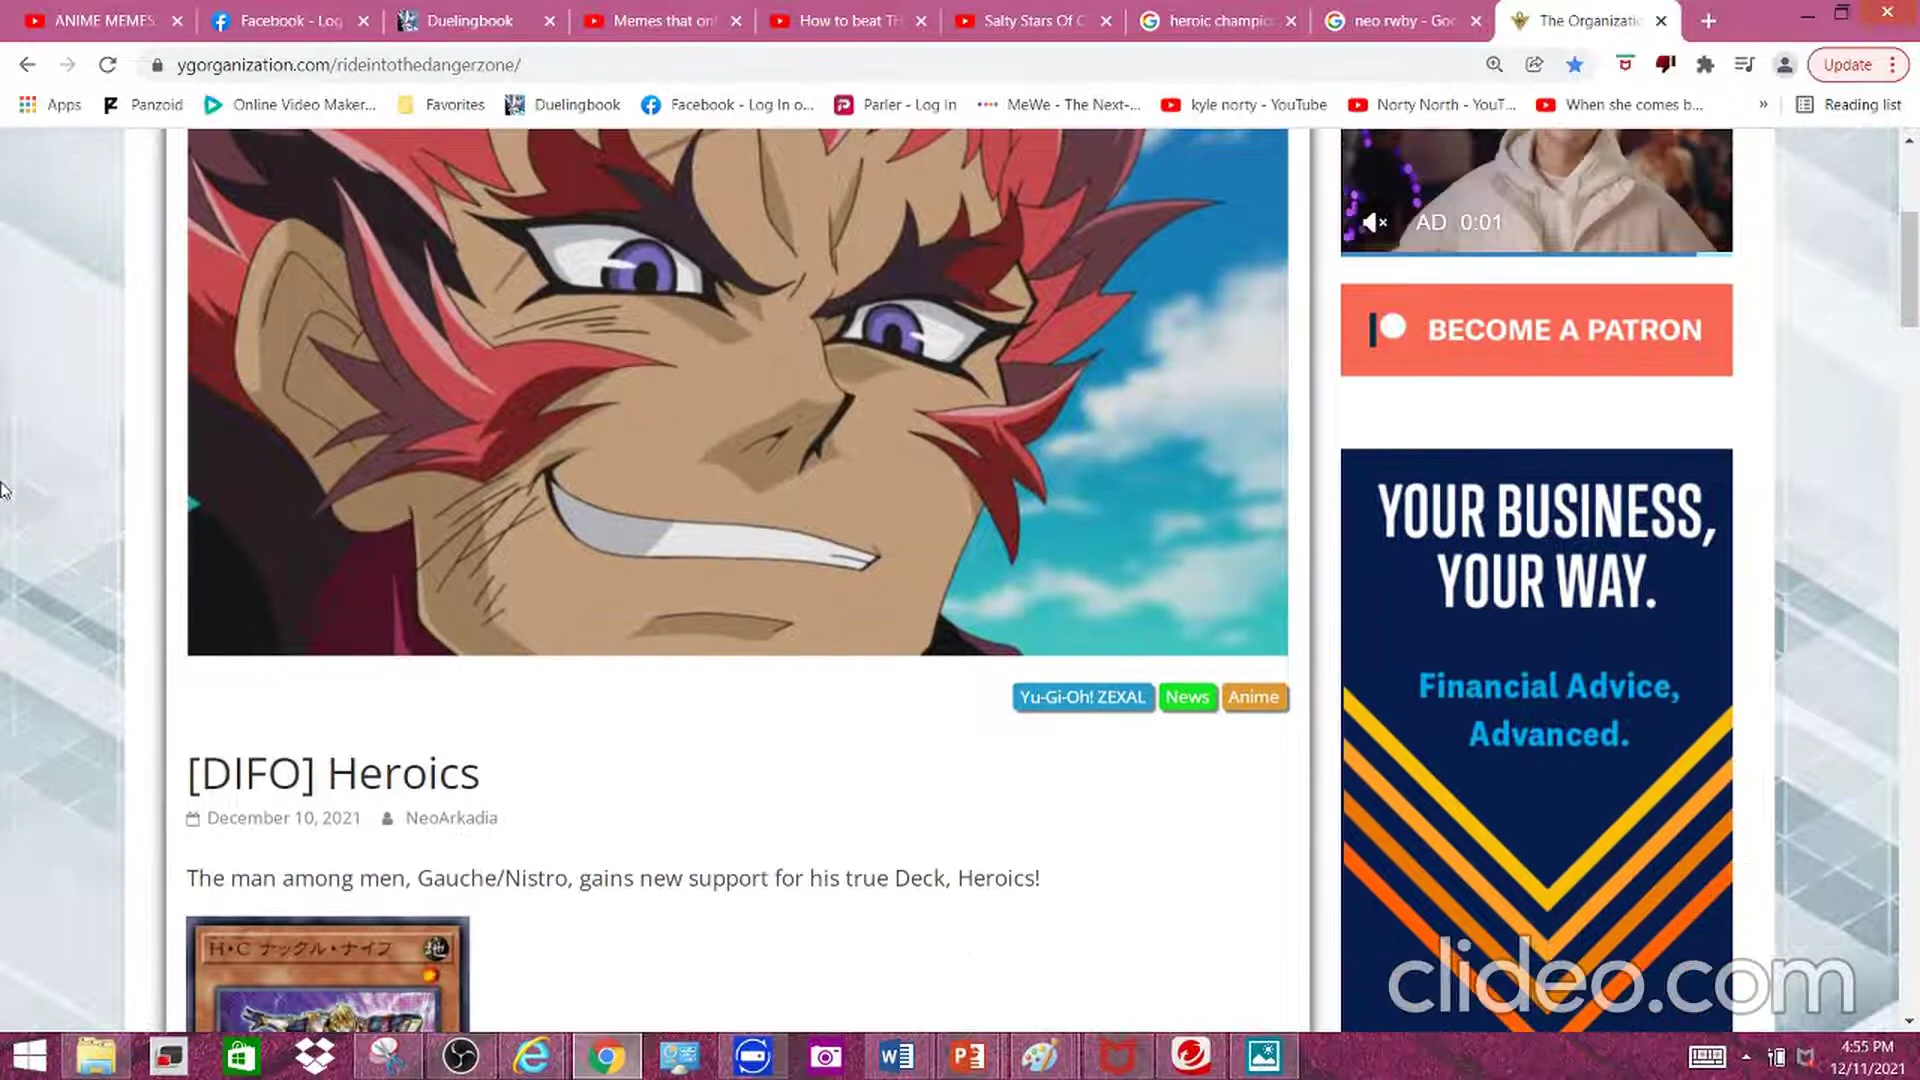 ANIME MEMES
Facebook - Log
Duelingbook
Memes that onl
How to beat TH
Salty Stars Of C
heroic champio
neo rwby - Goo
The Organizatio
ygorganization.com/rideintothedangerzone/
Update
Apps
Panzoid
Online Video Maker...
Favorites
Duelingbook
Facebook - Log In o...
Parler - Log In
MeWe - The Next-...
kyle norty - YouTube
Norty North - YouT...
When she comes b...
»
Reading list
AD 0:01
BECOME A PATRON
YOUR BUSINESS,
YOUR WAY.
Financial Advice,
Advanced.
Yu-Gi-Oh! ZEXAL
News
Anime
[DIFO] Heroics
December 10, 2021
NeoArkadia
The man among men, Gauche/Nistro, gains new support for his true Deck, Heroics!
H・C ナックル・ナイフ
地
clideo.com
4:55 PM
12/11/2021